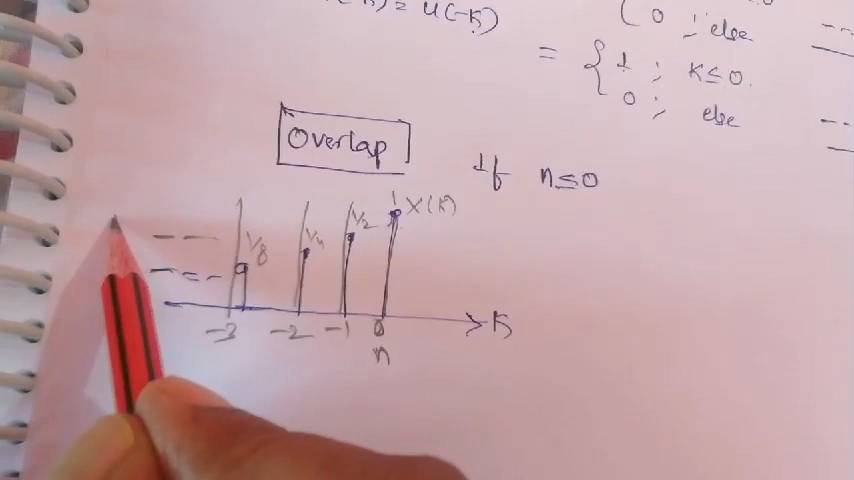 K) = u(-K)
{ 0 ; else
= { 1 ; K≤0.
0 ; else
Overlap
If n≤0
1 X(K)
1/2
1/4
1/8
-3 -2 -1 0 > K
n